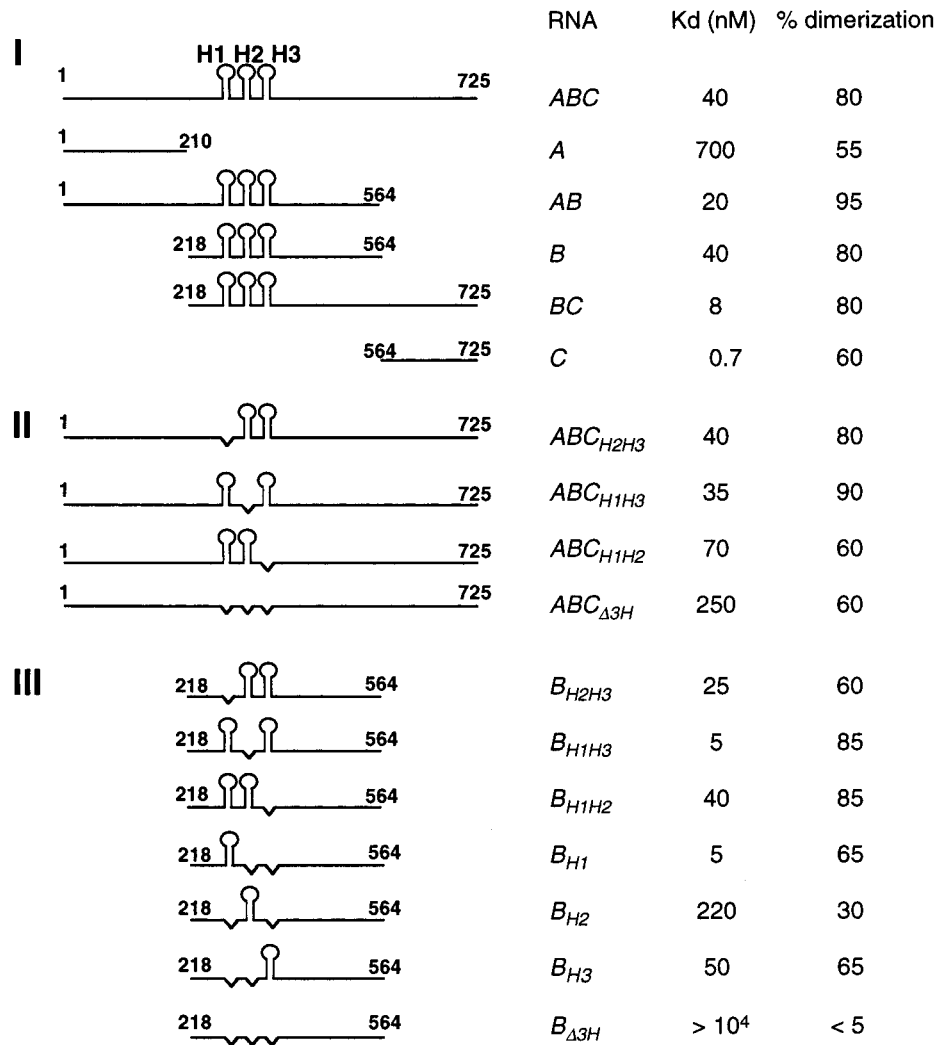 RNA Kd (nM) % dimerization
I
H1 H2 H3
1 725 ABC 40 80
1 210 A 700 55
1 564 AB 20 95
218 564 B 40 80
218 725 BC 8 80
564 725 C 0.7 60
II
1 725 ABC_H2H3 40 80
1 725 ABC_H1H3 35 90
1 725 ABC_H1H2 70 60
1 725 ABC_Δ3H 250 60
III
218 564 B_H2H3 25 60
218 564 B_H1H3 5 85
218 564 B_H1H2 40 85
218 564 B_H1 5 65
218 564 B_H2 220 30
218 564 B_H3 50 65
218 564 B_Δ3H > 10⁴ < 5